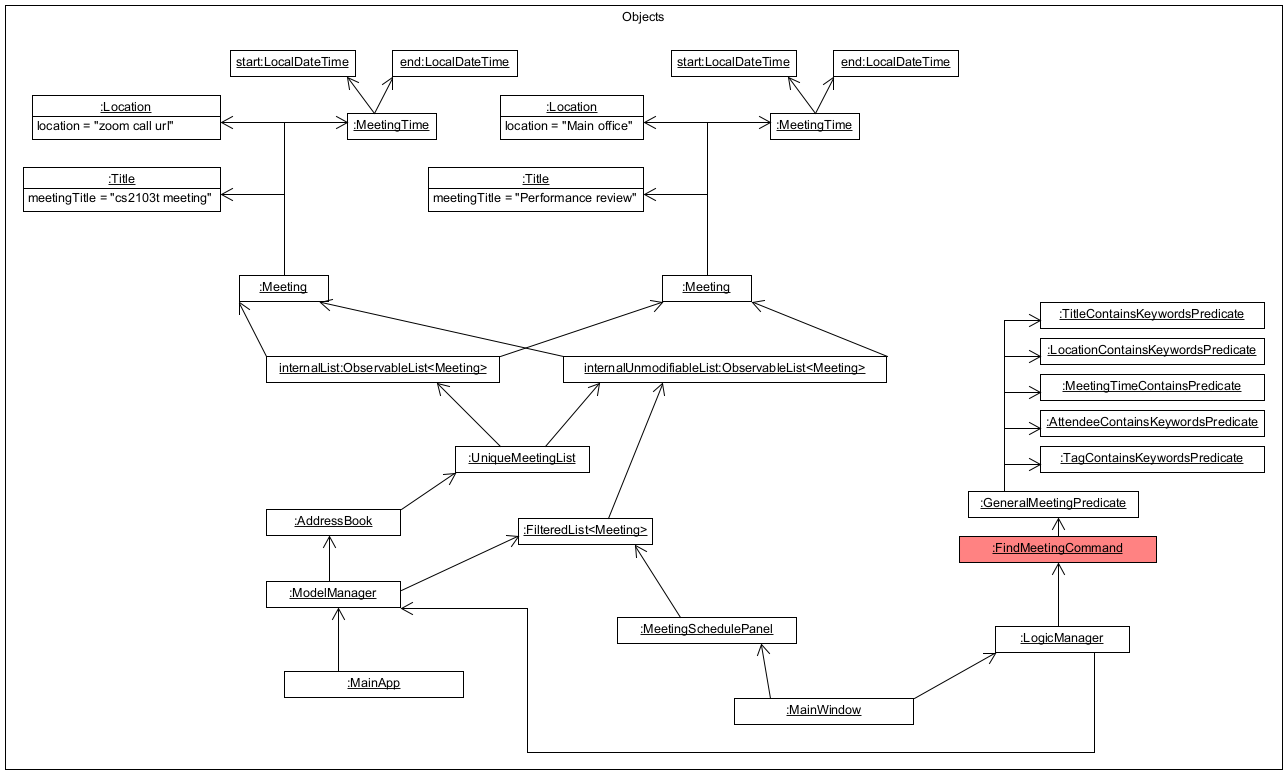 Objects
start:LocalDateTime
end:LocalDateTime
start:LocalDateTime
end:LocalDateTime
:Location
location = "zoom call url"
:MeetingTime
:Location
location = "Main office"
:MeetingTime
:Title
meetingTitle = "cs2103t meeting"
:Title
meetingTitle = "Performance review"
:Meeting
:Meeting
:TitleContainsKeywordsPredicate
:LocationContainsKeywordsPredicate
internalList:ObservableList<Meeting>
internalUnmodifiableList:ObservableList<Meeting>
:MeetingTimeContainsPredicate
:AttendeeContainsKeywordsPredicate
:UniqueMeetingList
:TagContainsKeywordsPredicate
:GeneralMeetingPredicate
:AddressBook
:FilteredList<Meeting>
:FindMeetingCommand
:ModelManager
:MeetingSchedulePanel
:LogicManager
:MainApp
:MainWindow